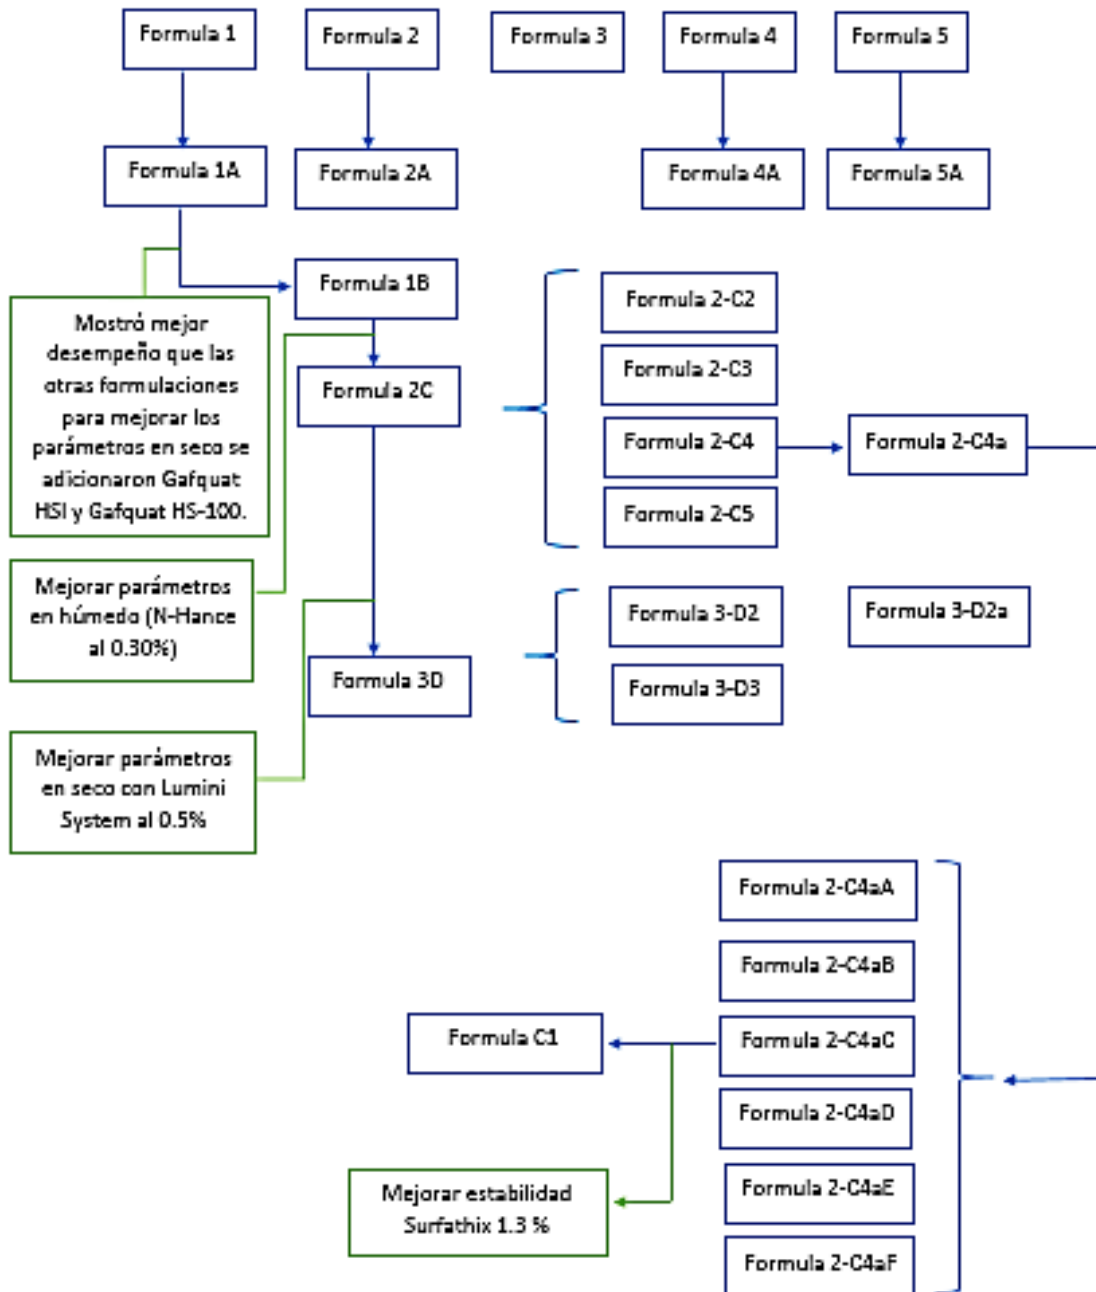 Formula 1
Formula 2
Formula 3
Formula 4
Formula 5
Formula 1A
Formula 2A
Formula 4A
Formula 5A
Formula 1B
Mostró mejor
desempeño que las
otras formulaciones
para mejorar los
parámetros en seco se
adicionaron Gafquat
HSI y Gafquat HS-100.
Formula 2C
Formula 2-C2
Formula 2-C3
Formula 2-C4
Formula 2-C4a
Formula 2-C5
Mejorar parámetros
en húmedo (N-Hance
al 0.30%)
Formula 3D
Formula 3-D2
Formula 3-D2a
Formula 3-D3
Mejorar parámetros
en seco con Lumini
System al 0.5%
Formula 2-C4aA
Formula 2-C4aB
Formula C1
Formula 2-C4aC
Formula 2-C4aD
Mejorar estabilidad
Surfathix 1.3 %
Formula 2-C4aE
Formula 2-C4aF